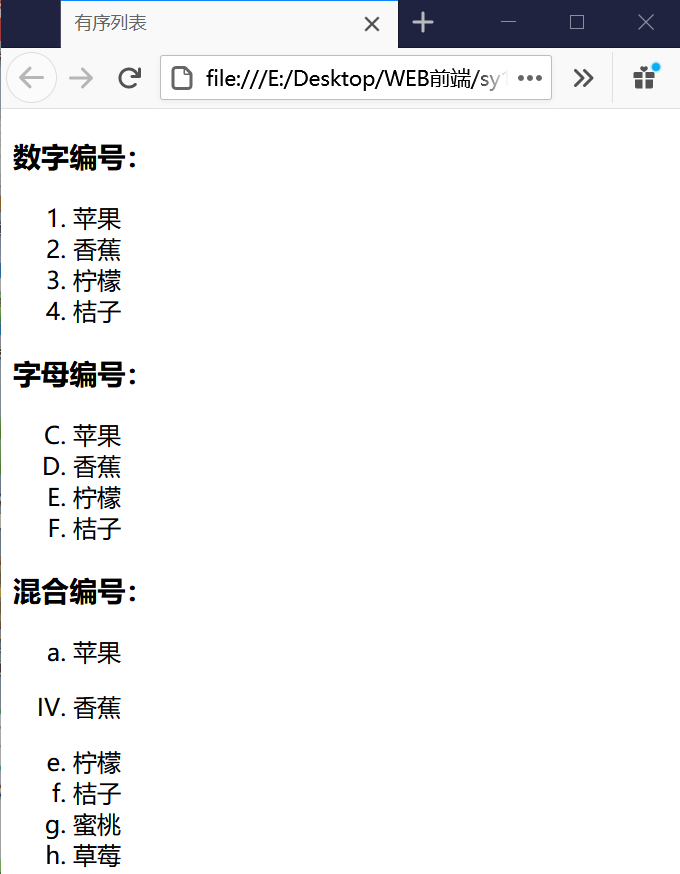 有序列表
file:///E:/Desktop/WEB前端/sy1
数字编号：
1. 苹果
2. 香蕉
3. 柠檬
4. 桔子
字母编号：
C. 苹果
D. 香蕉
E. 柠檬
F. 桔子
混合编号：
a. 苹果
IV. 香蕉
e. 柠檬
f. 桔子
g. 蜜桃
h. 草莓